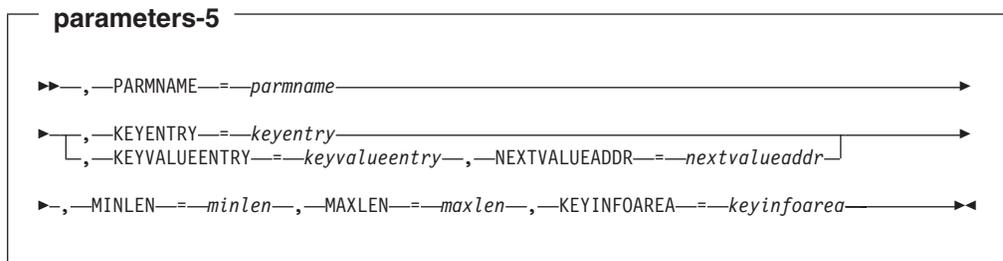 parameters-5
,PARMNAME=parmname
,KEYENTRY=keyentry
,KEYVALUEENTRY=keyvalueentry,NEXTVALUEADDR=nextvalueaddr
,MINLEN=minlen,MAXLEN=maxlen,KEYINFOAREA=keyinfoarea